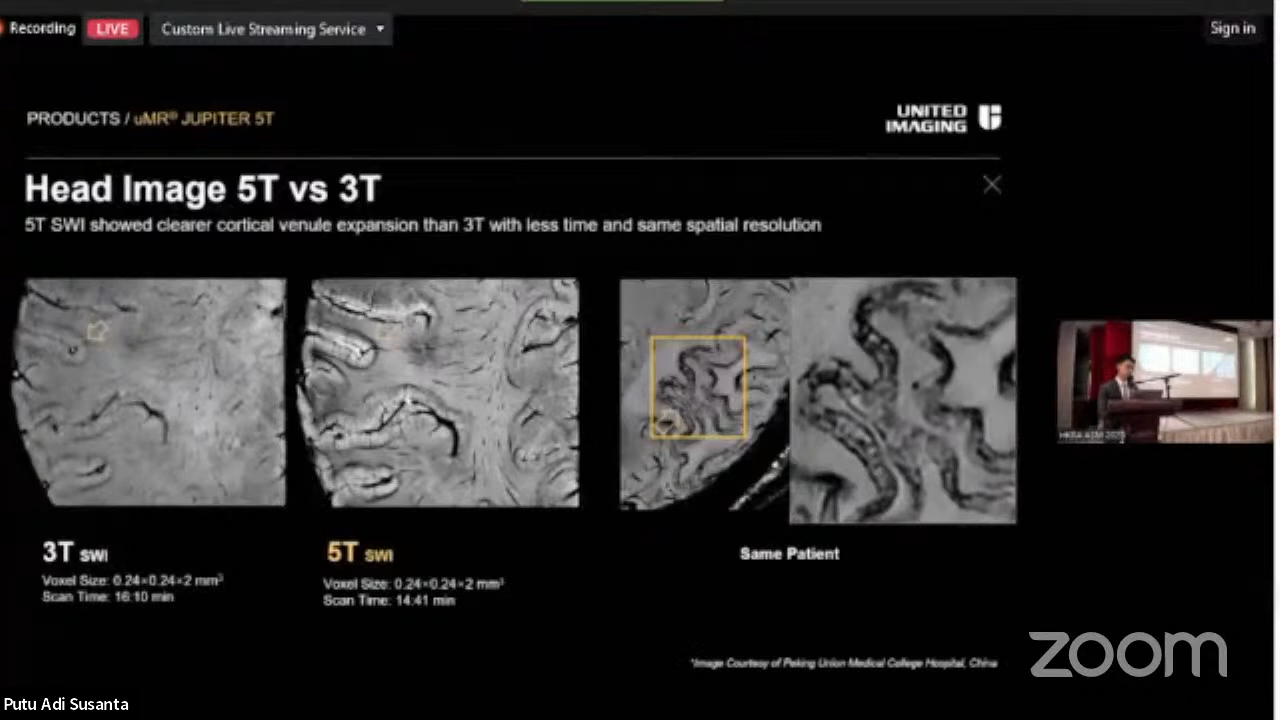 Recording LIVE Custom Live Streaming Service Sign in
PRODUCTS / uMR® JUPITER 5T
UNITED
IMAGING
Head Image 5T vs 3T
5T SWI showed clearer cortical venule expansion than 3T with less time and same spatial resolution
3T SWI
Voxel Size: 0.24×0.24×2 mm³
Scan Time: 16:10 min
5T SWI
Voxel Size: 0.24×0.24×2 mm³
Scan Time: 14:41 min
Same Patient
*Image Courtesy of Peking Union Medical College Hospital, China
zoom
Putu Adi Susanta